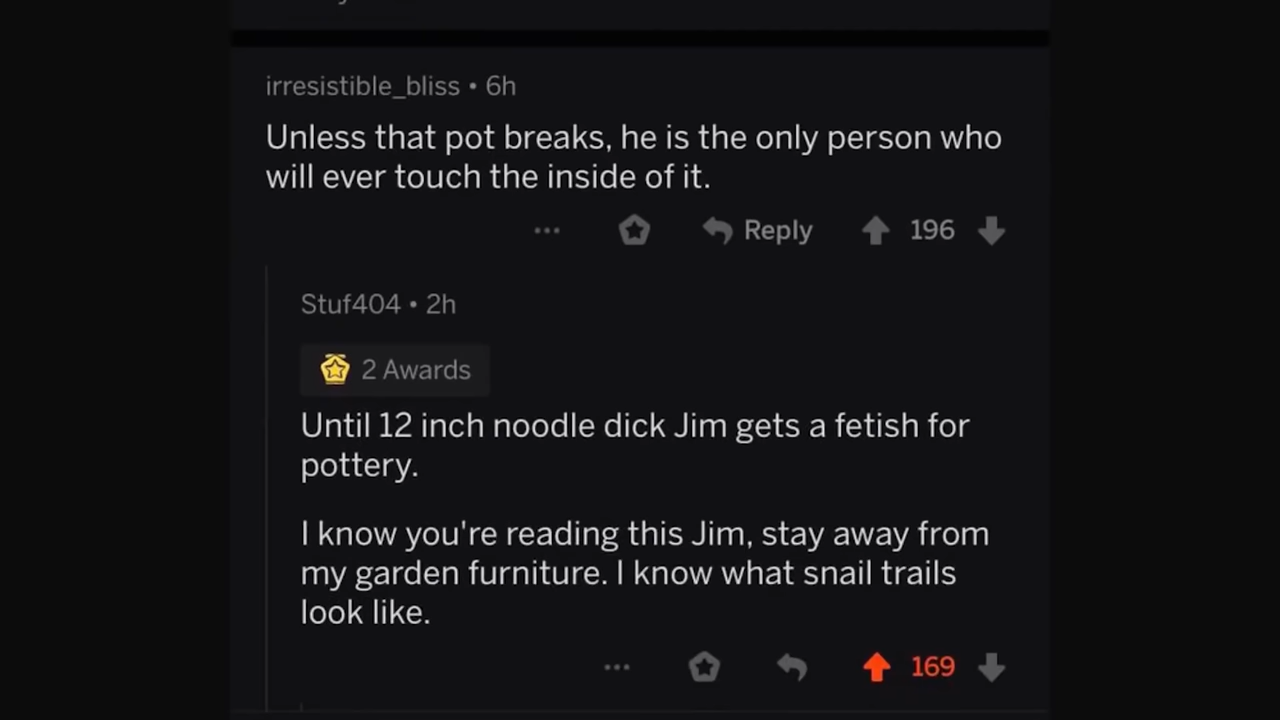 irresistible_bliss • 6h
Unless that pot breaks, he is the only person who
will ever touch the inside of it.
Reply 196
Stuf404 • 2h
2 Awards
Until 12 inch noodle dick Jim gets a fetish for
pottery.
I know you're reading this Jim, stay away from
my garden furniture. I know what snail trails
look like.
169